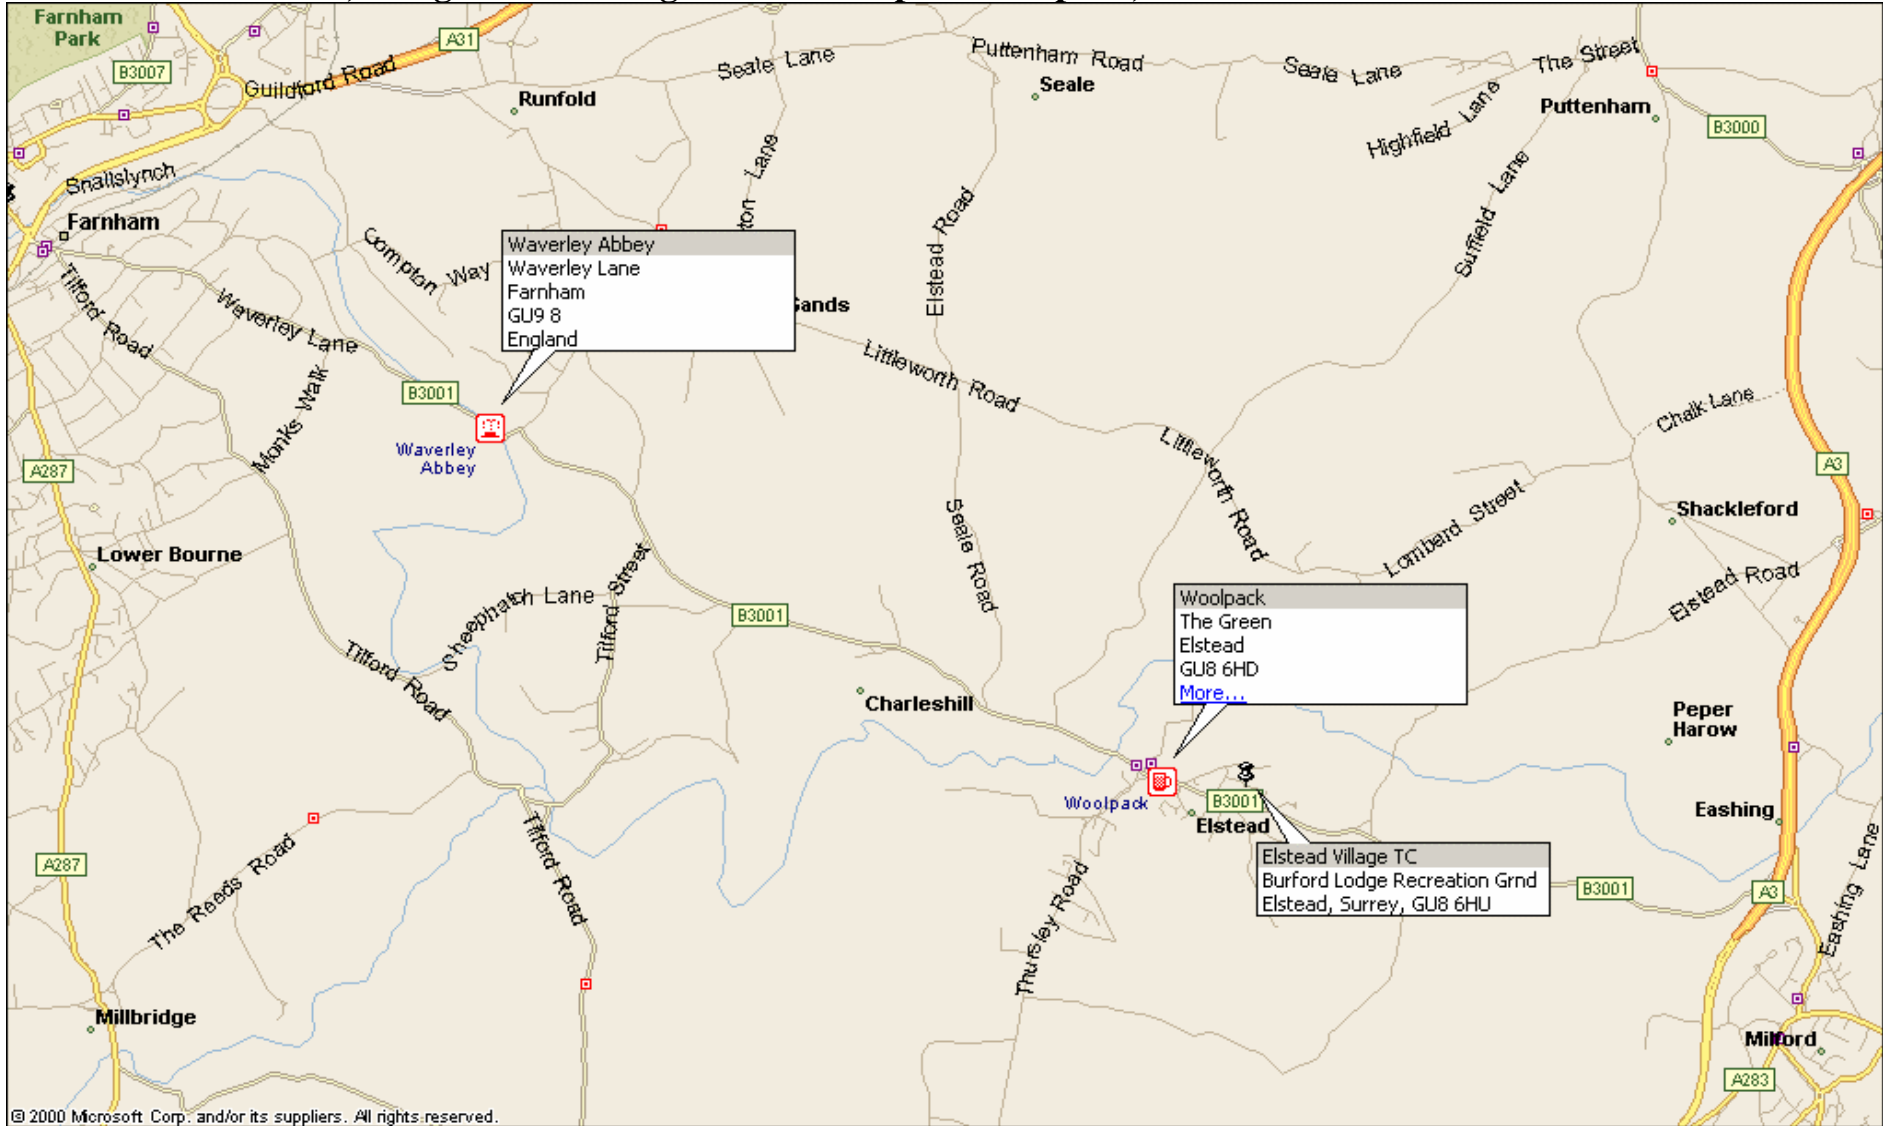 Farnham
Park
B3007
A31
Guildford Road
Seale Lane
Puttenham Road
Seale Lane
The Street
Runfold
Seale
Highfield Lane
Puttenham
B3000
Snailslynch
Farnham
Compton Way
ton Lane
Elstead Road
Suffield Lane
Waverley Abbey
Waverley Lane
Farnham
GU9 8
England
Sands
Tilford Road
Waverley Lane
Monks Walk
B3001
Littleworth Road
Littleworth Road
Chalk Lane
A3
A287
Waverley
Abbey
Seale Road
Lombard Street
Shackleford
Lower Bourne
Sheephatch Lane
Tilford Street
B3001
Elstead Road
Woolpack
The Green
Elstead
GU8 6HD
More...
Tilford Road
Charleshill
Peper
Harow
Woolpack
B3001
Elstead
Eashing
Elstead Village TC
Burford Lodge Recreation Grnd
Elstead, Surrey, GU8 6HU
B3001
A3
Eashing Lane
A287
The Reeds Road
Tilford Road
Thursley Road
Millbridge
Milford
A283
© 2000 Microsoft Corp. and/or its suppliers. All rights reserved.